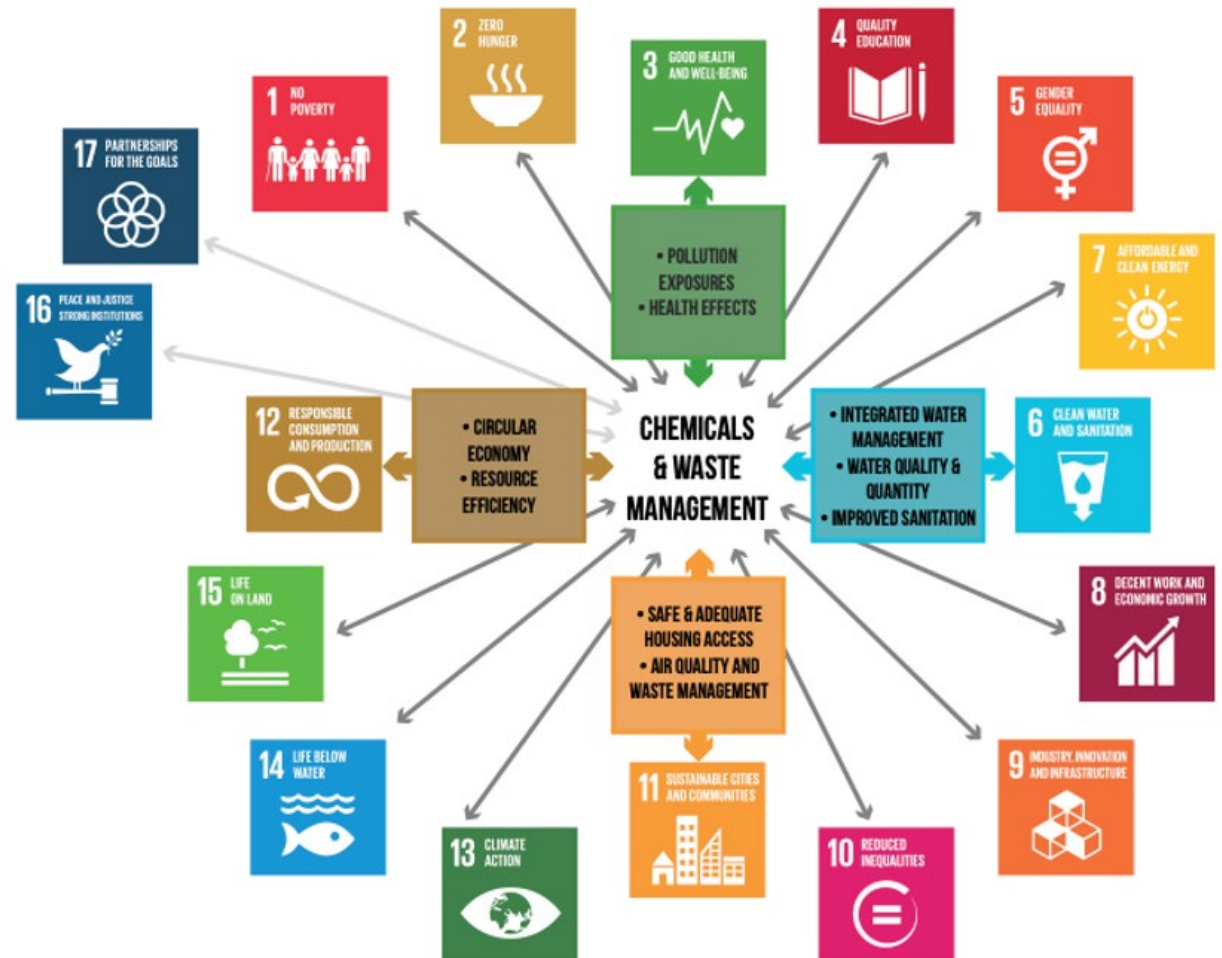 2 ZERO
HUNGER
3 GOOD HEALTH
AND WELL-BEING
4 QUALITY
EDUCATION
1 NO
POVERTY
5 GENDER
EQUALITY
17 PARTNERSHIPS
FOR THE GOALS
• POLLUTION
EXPOSURES
• HEALTH EFFECTS
7 AFFORDABLE AND
CLEAN ENERGY
16 PEACE AND JUSTICE
STRONG INSTITUTIONS
12 RESPONSIBLE
CONSUMPTION
AND PRODUCTION
• CIRCULAR
ECONOMY
• RESOURCE
EFFICIENCY
CHEMICALS
& WASTE
MANAGEMENT
• INTEGRATED WATER
MANAGEMENT
• WATER QUALITY &
QUANTITY
• IMPROVED SANITATION
6 CLEAN WATER
AND SANITATION
15 LIFE
ON LAND
• SAFE & ADEQUATE
HOUSING ACCESS
• AIR QUALITY AND
WASTE MANAGEMENT
8 DECENT WORK AND
ECONOMIC GROWTH
14 LIFE BELOW
WATER
11 SUSTAINABLE CITIES
AND COMMUNITIES
9 INDUSTRY, INNOVATION
AND INFRASTRUCTURE
13 CLIMATE
ACTION
10 REDUCED
INEQUALITIES